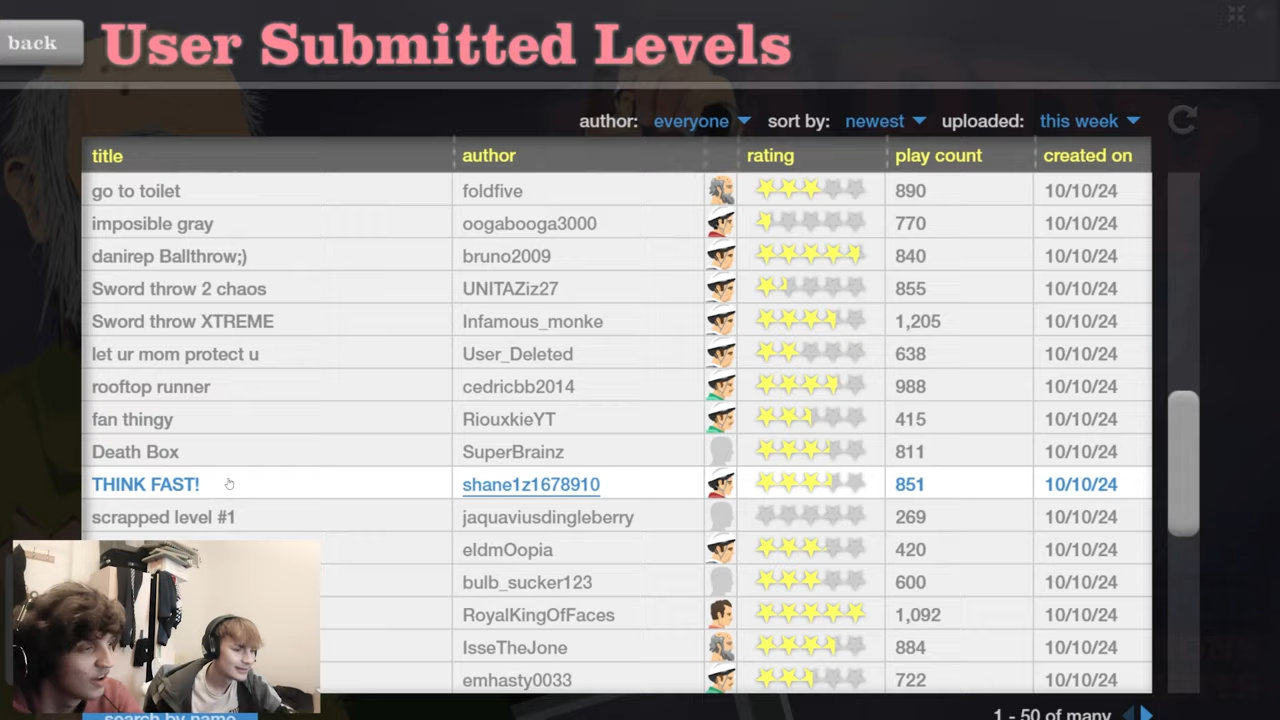 back
User Submitted Levels
author: everyone sort by: newest uploaded: this week
title author rating play count created on
go to toilet foldfive 890 10/10/24
imposible gray oogabooga3000 770 10/10/24
danirep Ballthrow;) bruno2009 840 10/10/24
Sword throw 2 chaos UNITAZiz27 855 10/10/24
Sword throw XTREME Infamous_monke 1,205 10/10/24
let ur mom protect u User_Deleted 638 10/10/24
rooftop runner cedricbb2014 988 10/10/24
fan thingy RiouxkieYT 415 10/10/24
Death Box SuperBrainz 811 10/10/24
THINK FAST! shane1z1678910 851 10/10/24
scrapped level #1 jaquaviusdingleberry 269 10/10/24
eldmOopia 420 10/10/24
bulb_sucker123 600 10/10/24
RoyalKingOfFaces 1,092 10/10/24
IsseTheJone 884 10/10/24
emhasty0033 722 10/10/24
search by name 1 - 50 of many